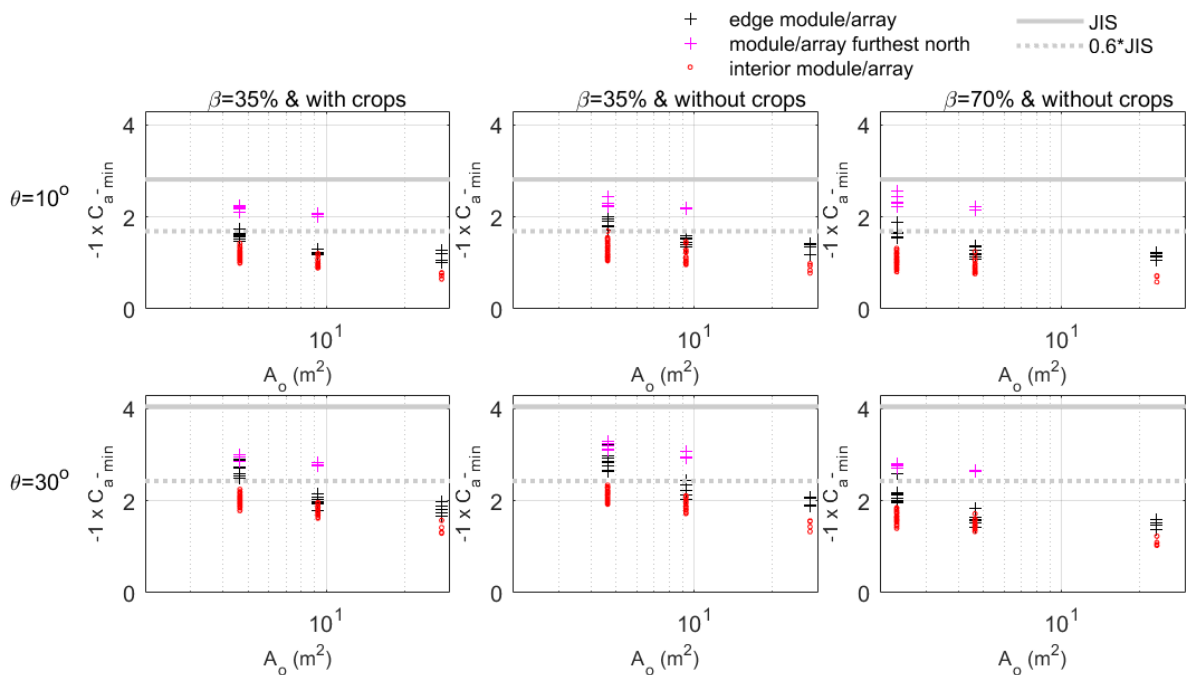 edge module/array
module/array furthest north
interior module/array
JIS
0.6*JIS
β=35% & with crops
β=35% & without crops
β=70% & without crops
θ=10°
-1 x C_a-min
4
2
0
10^1
A_o (m^2)
-1 x C_a-min
4
2
0
10^1
A_o (m^2)
-1 x C_a-min
4
2
0
10^1
A_o (m^2)
θ=30°
-1 x C_a-min
4
2
0
10^1
A_o (m^2)
-1 x C_a-min
4
2
0
10^1
A_o (m^2)
-1 x C_a-min
4
2
0
10^1
A_o (m^2)